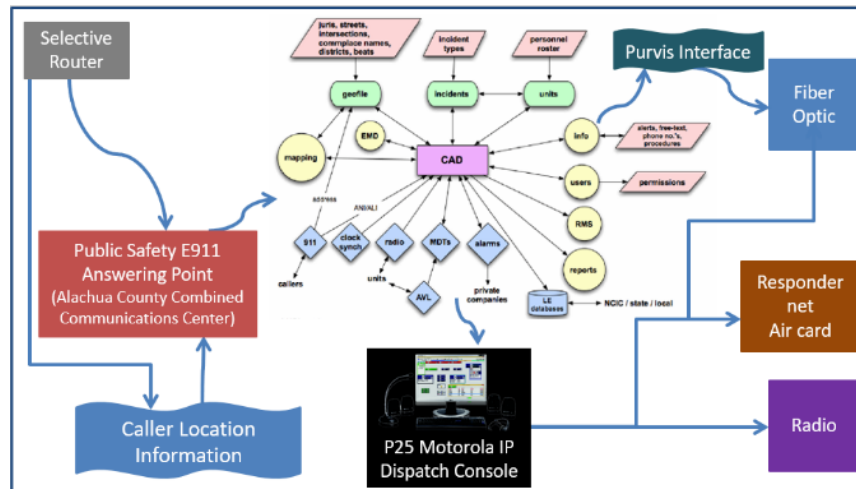 Selective
Router
juris, streets,
intersections,
commplace names,
districts, beats
incident
types
personnel
roster
Purvis Interface
Fiber
Optic
geofile
incidents
units
EMD
mapping
CAD
info
alerts, free-text,
phone no.'s,
procedures
users
permissions
address
ANI/ALI
RMS
911
clock
synch
radio
MDTs
alarms
reports
callers
units
AVL
private
companies
LE
databases
NCIC / state / local
Public Safety E911
Answering Point
(Alachua County Combined
Communications Center)
Responder
net
Air card
Caller Location
Information
P25 Motorola IP
Dispatch Console
Radio